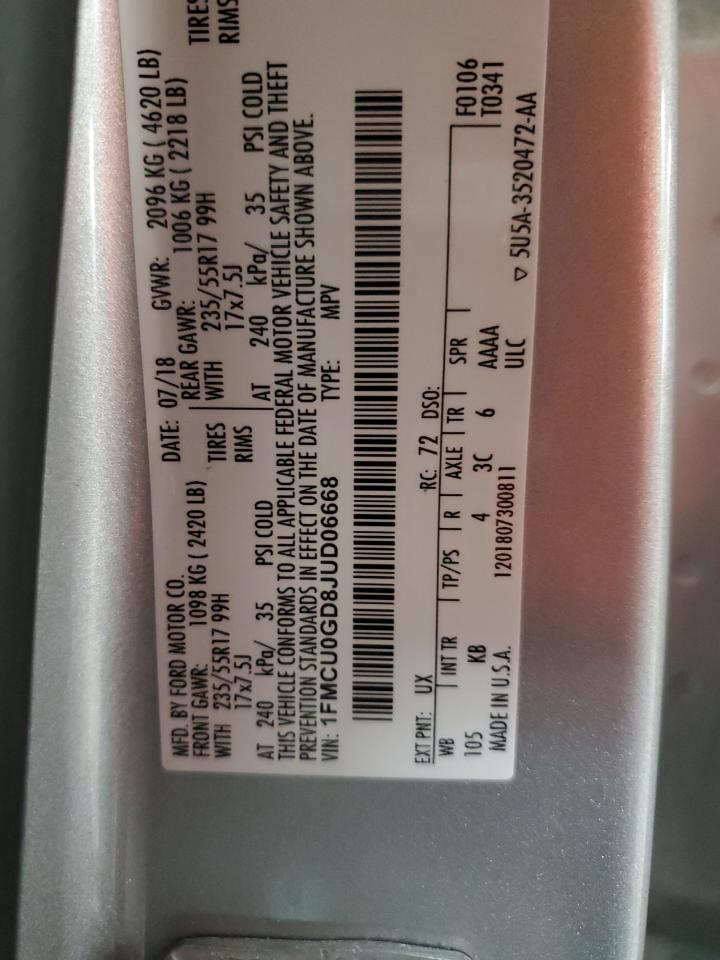 MFD. BY FORD MOTOR CO.
DATE: 07/18 GVWR: 2096 KG ( 4620 LB)
FRONT GAWR: 1098 KG ( 2420 LB) REAR GAWR: 1006 KG ( 2218 LB)
WITH 235/55R17 99H TIRES WITH 235/55R17 99H TIRES
17x7.5J RIMS 17x7.5J RIMS
AT 240 kPa/ 35 PSI COLD AT 240 kPa/ 35 PSI COLD
THIS VEHICLE CONFORMS TO ALL APPLICABLE FEDERAL MOTOR VEHICLE SAFETY AND THEFT
PREVENTION STANDARDS IN EFFECT ON THE DATE OF MANUFACTURE SHOWN ABOVE.
VIN: 1FMCU0GD8JUD06668 TYPE: MPV
EXT PNT: UX RC: 72 DSO: F0106
WB INT TR TP/PS R AXLE TR SPR T0341
105 KB 4 3C 6 AAAA
MADE IN U.S.A. 1201807300811 ULC ▽ 5U5A-3520472-AA